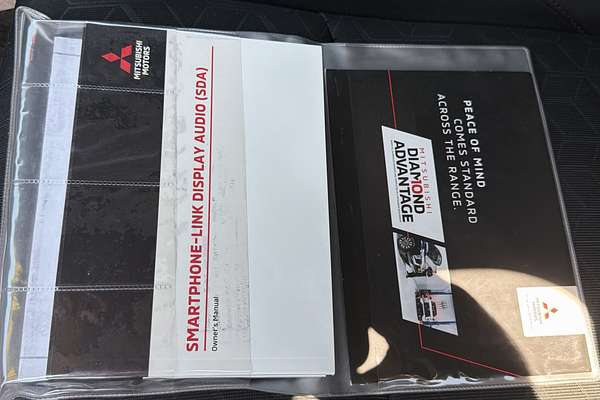 MITSUBISHI
MOTORS
SMARTPHONE-LINK DISPLAY AUDIO (SDA)
Owner's Manual
PEACE OF MIND
COMES STANDARD
ACROSS THE RANGE.
MITSUBISHI
DIAMOND
ADVANTAGE